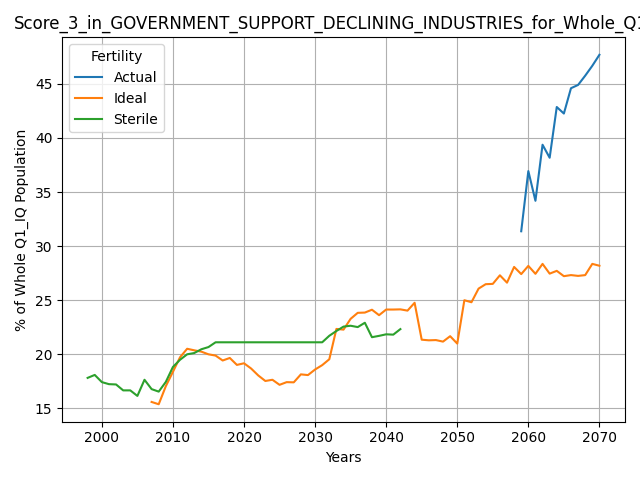 Score_3_in_GOVERNMENT_SUPPORT_DECLINING_INDUSTRIES_for_Whole_Q1
Fertility
Actual
Ideal
Sterile
% of Whole Q1_IQ Population
45
40
35
30
25
20
15
2000 2010 2020 2030 2040 2050 2060 2070
Years